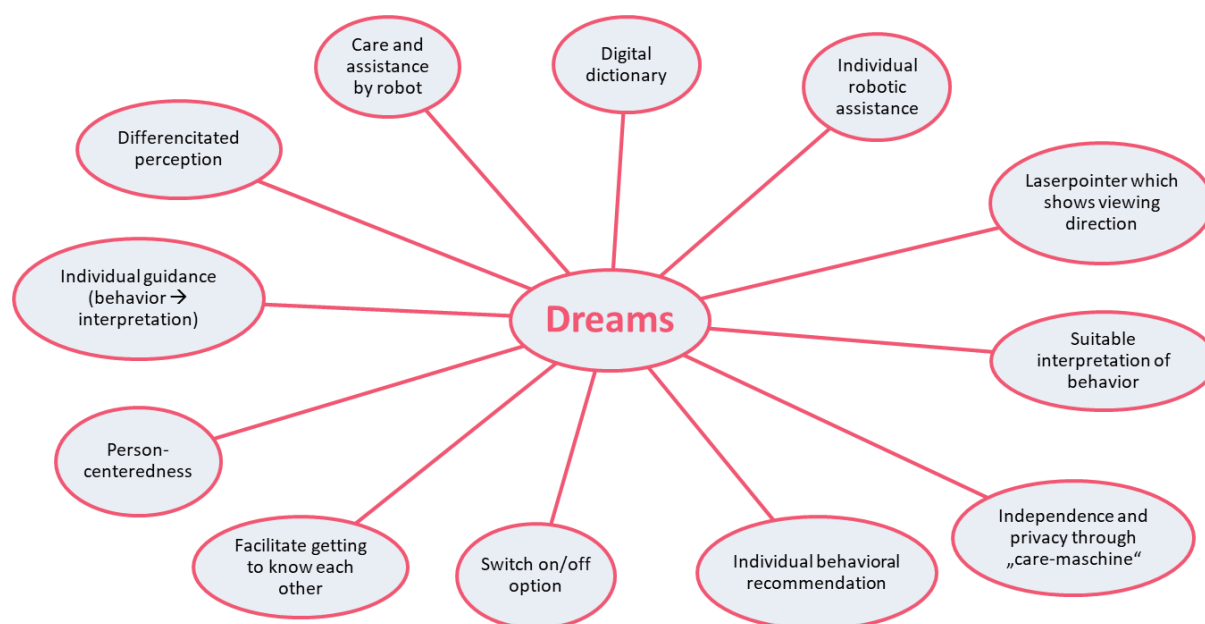 Care and
assistance
by robot
Digital
dictionary
Individual
robotic
assistance
Differencitated
perception
Laserpointer which
shows viewing
direction
Individual guidance
(behavior →
interpretation)
Dreams
Suitable
interpretation of
behavior
Person-
centeredness
Independence and
privacy through
„care-maschine“
Facilitate getting
to know each
other
Switch on/off
option
Individual behavioral
recommendation